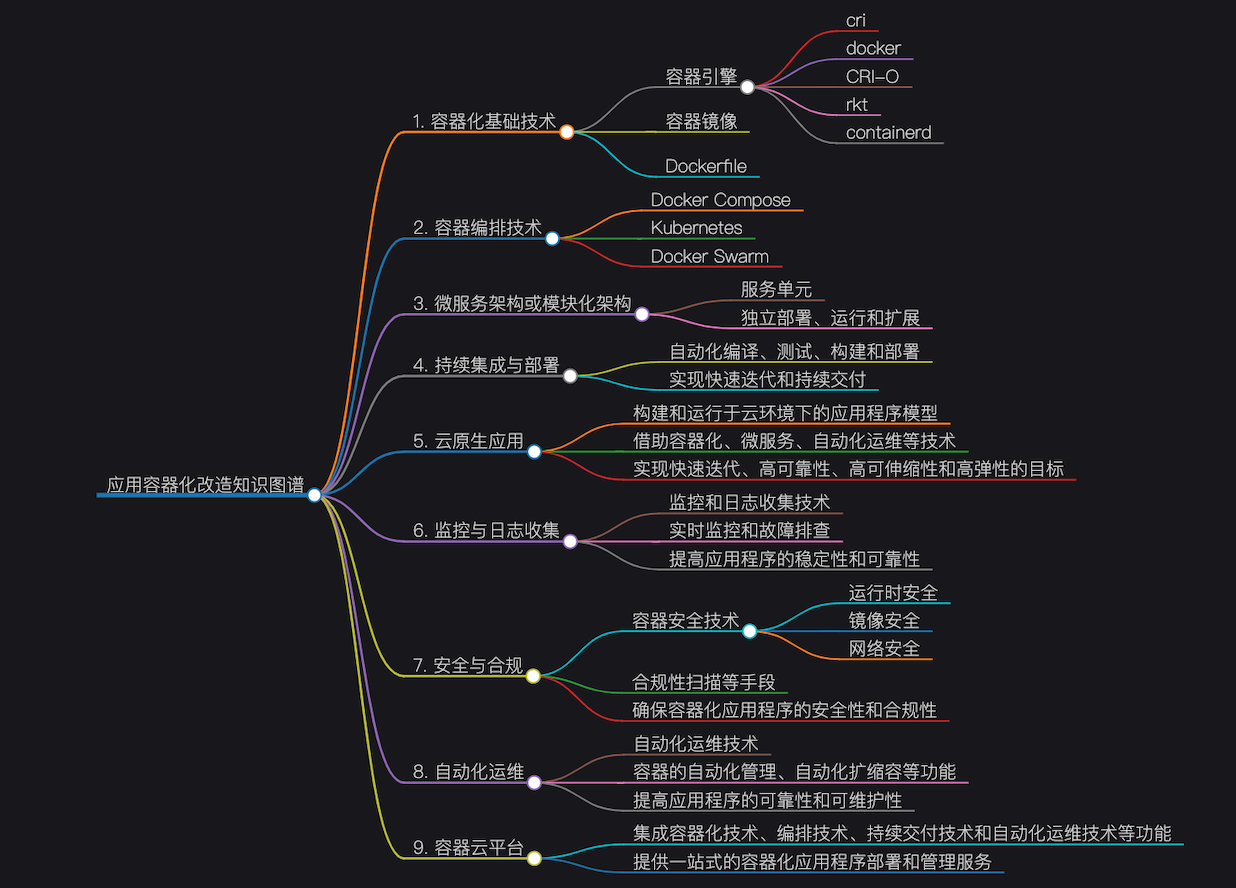 应用容器化改造知识图谱
1. 容器化基础技术
容器引擎
cri
docker
CRI-O
rkt
containerd
容器镜像
Dockerfile
2. 容器编排技术
Docker Compose
Kubernetes
Docker Swarm
3. 微服务架构或模块化架构
服务单元
独立部署、运行和扩展
4. 持续集成与部署
自动化编译、测试、构建和部署
实现快速迭代和持续交付
5. 云原生应用
构建和运行于云环境下的应用程序模型
借助容器化、微服务、自动化运维等技术
实现快速迭代、高可靠性、高可伸缩性和高弹性的目标
6. 监控与日志收集
监控和日志收集技术
实时监控和故障排查
提高应用程序的稳定性和可靠性
7. 安全与合规
容器安全技术
运行时安全
镜像安全
网络安全
合规性扫描等手段
确保容器化应用程序的安全性和合规性
8. 自动化运维
自动化运维技术
容器的自动化管理、自动化扩缩容等功能
提高应用程序的可靠性和可维护性
9. 容器云平台
集成容器化技术、编排技术、持续交付技术和自动化运维技术等功能
提供一站式的容器化应用程序部署和管理服务